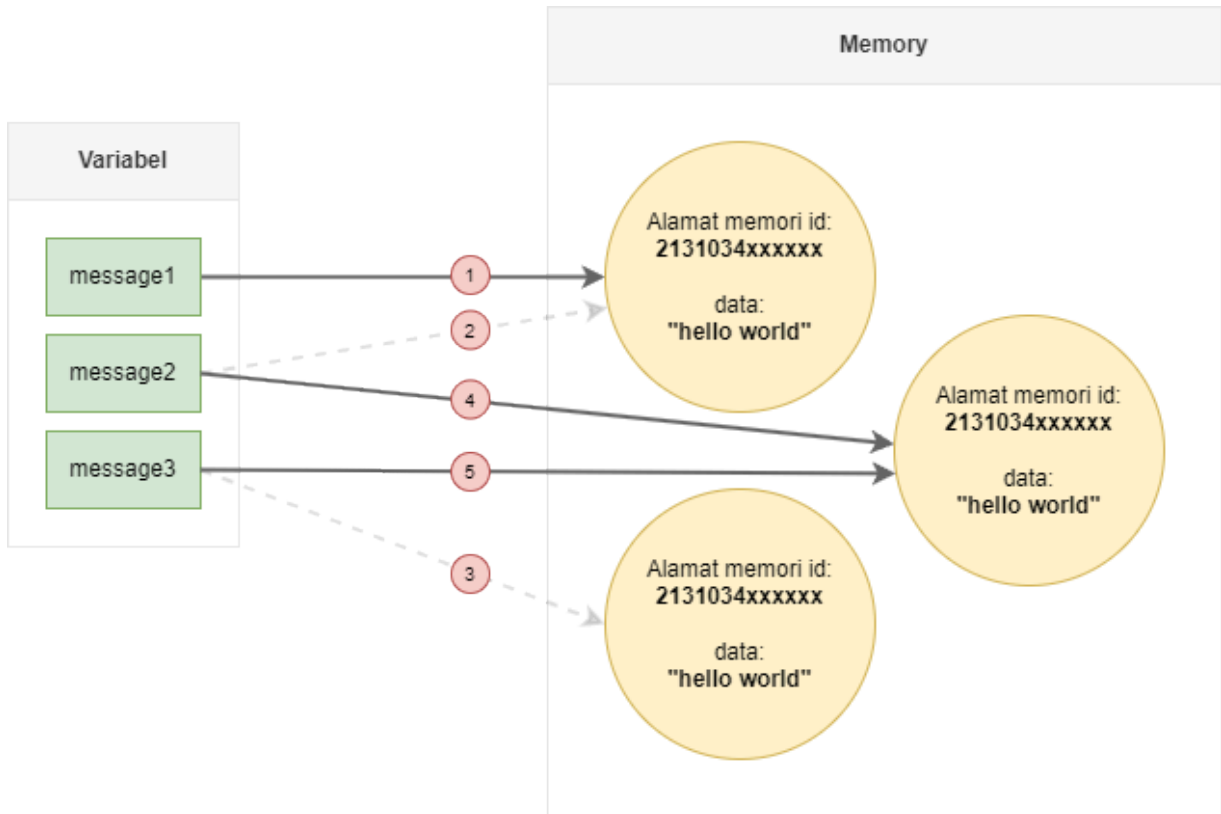 Memory
Variabel
message1
message2
message3
1
2
4
5
3
Alamat memori id:
2131034xxxxxx
data:
"hello world"
Alamat memori id:
2131034xxxxxx
data:
"hello world"
Alamat memori id:
2131034xxxxxx
data:
"hello world"